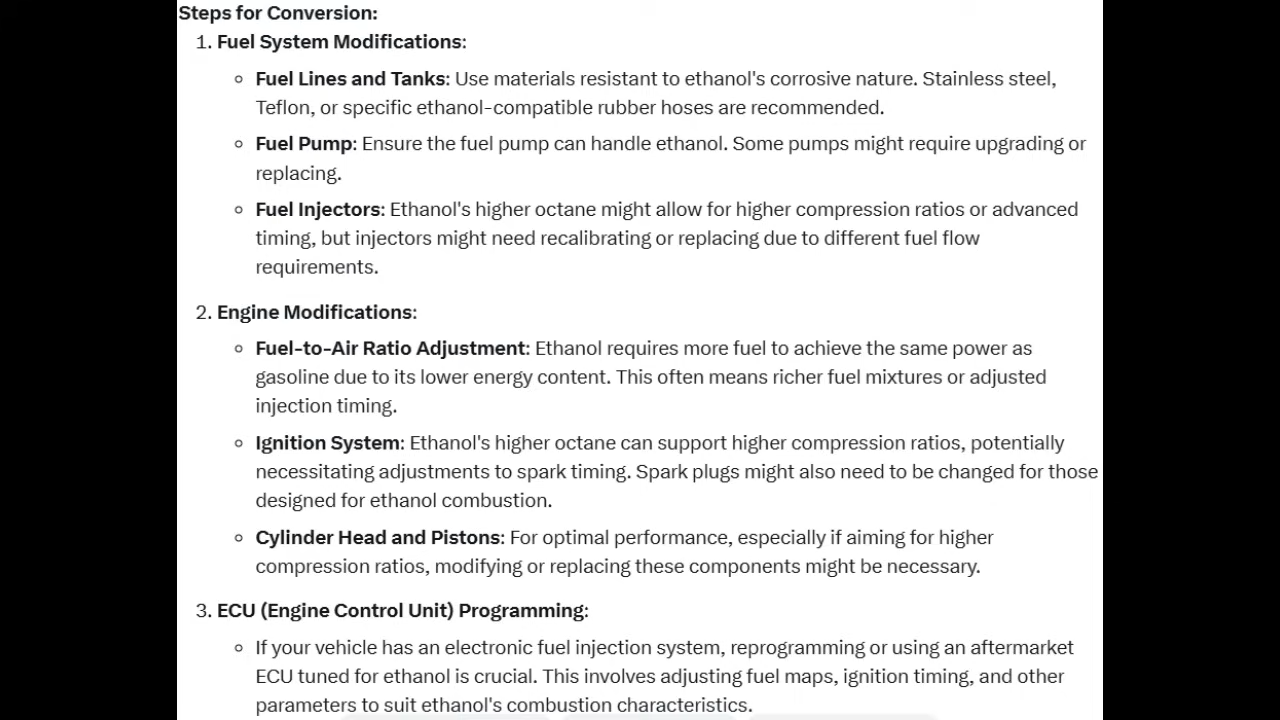 Steps for Conversion:
1. Fuel System Modifications:
◦ Fuel Lines and Tanks: Use materials resistant to ethanol's corrosive nature. Stainless steel,
Teflon, or specific ethanol-compatible rubber hoses are recommended.
◦ Fuel Pump: Ensure the fuel pump can handle ethanol. Some pumps might require upgrading or
replacing.
◦ Fuel Injectors: Ethanol's higher octane might allow for higher compression ratios or advanced
timing, but injectors might need recalibrating or replacing due to different fuel flow
requirements.
2. Engine Modifications:
◦ Fuel-to-Air Ratio Adjustment: Ethanol requires more fuel to achieve the same power as
gasoline due to its lower energy content. This often means richer fuel mixtures or adjusted
injection timing.
◦ Ignition System: Ethanol's higher octane can support higher compression ratios, potentially
necessitating adjustments to spark timing. Spark plugs might also need to be changed for those
designed for ethanol combustion.
◦ Cylinder Head and Pistons: For optimal performance, especially if aiming for higher
compression ratios, modifying or replacing these components might be necessary.
3. ECU (Engine Control Unit) Programming:
◦ If your vehicle has an electronic fuel injection system, reprogramming or using an aftermarket
ECU tuned for ethanol is crucial. This involves adjusting fuel maps, ignition timing, and other
parameters to suit ethanol's combustion characteristics.